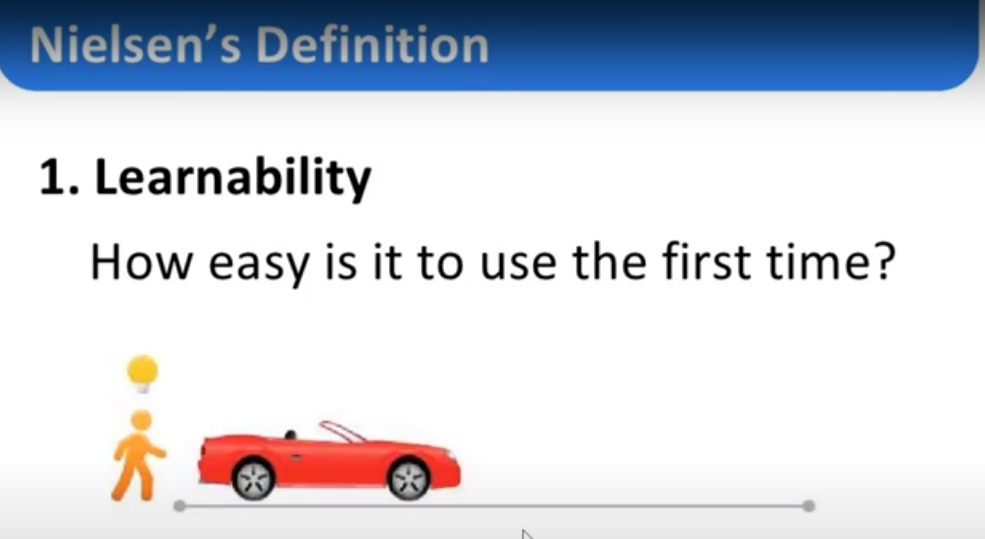 Nielsen’s Definition
1. Learnability
How easy is it to use the first time?